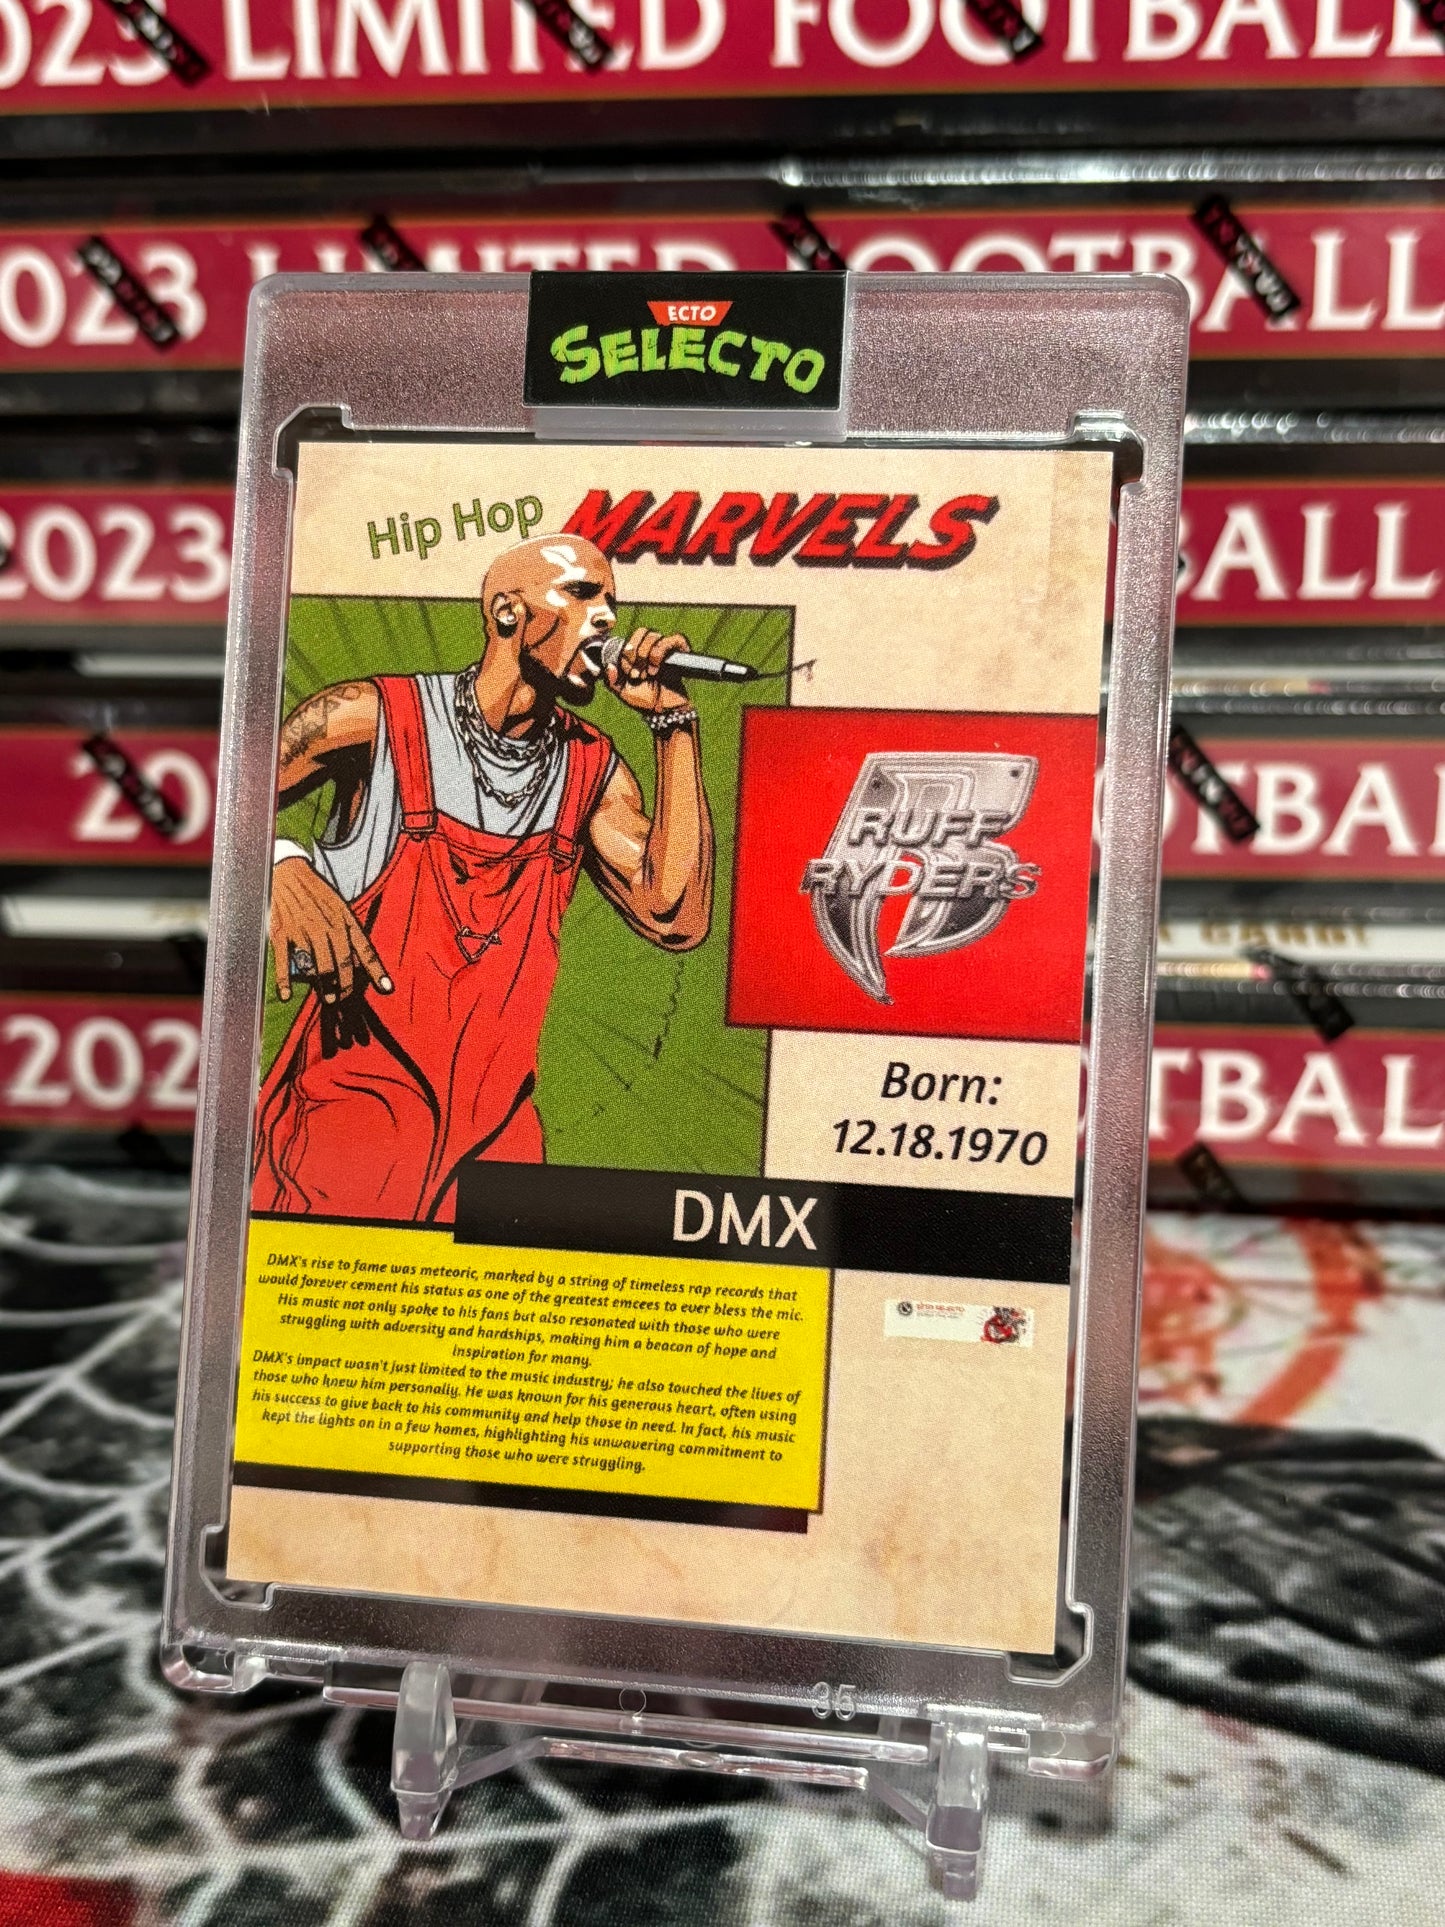 2023 LIMITED FOOTBALL
2023 LIMITED FOOTBALL
ECTO
SELECTO
Hip Hop MARVELS
2023
BALL
RUFF
RYDERS
20
OTBA
Born:
12.18.1970
202
OTBAL
DMX
DMX's rise to fame was meteoric, marked by a string of timeless rap records that
would forever cement his status as one of the greatest emcees to ever bless the mic.
His music not only spoke to his fans but also resonated with those who were
struggling with adversity and hardships, making him a beacon of hope and
inspiration for many.
DMX's impact wasn't just limited to the music industry; he also touched the lives of
those who knew him personally. He was known for his generous heart, often using
his success to give back to his community and help those in need. In fact, his music
kept the lights on in a few homes, highlighting his unwavering commitment to
supporting those who were struggling.
35